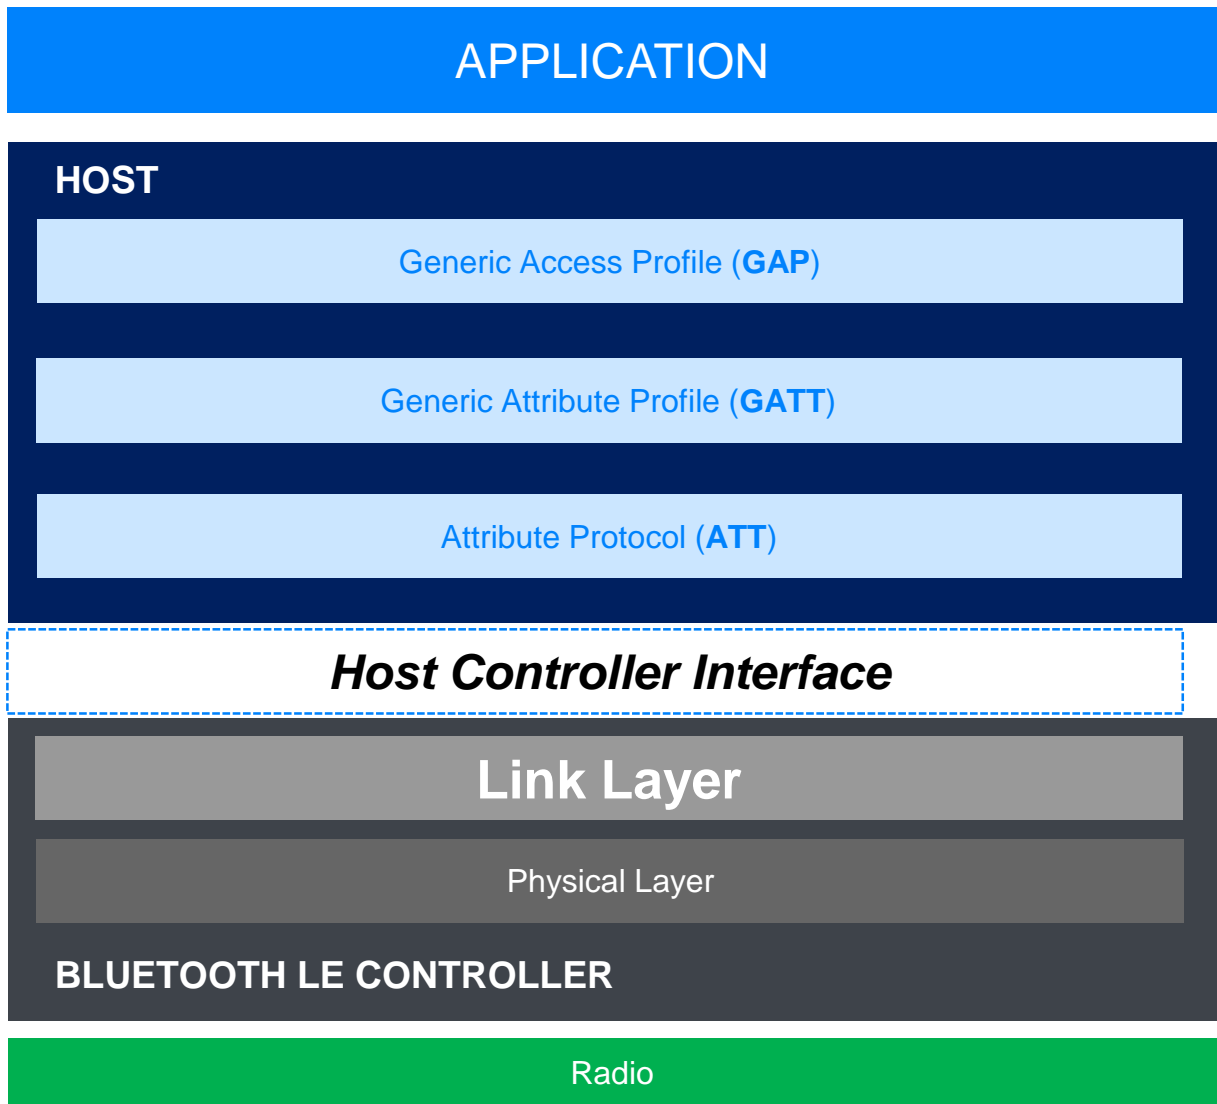 APPLICATION
HOST
Generic Access Profile (GAP)
Generic Attribute Profile (GATT)
Attribute Protocol (ATT)
Host Controller Interface
Link Layer
Physical Layer
BLUETOOTH LE CONTROLLER
Radio